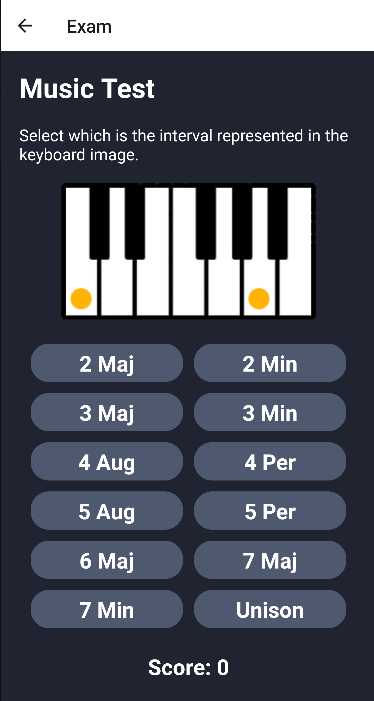 Exam
Music Test
Select which is the interval represented in the
keyboard image.
2 Maj
2 Min
3 Maj
3 Min
4 Aug
4 Per
5 Aug
5 Per
6 Maj
7 Maj
7 Min
Unison
Score: 0